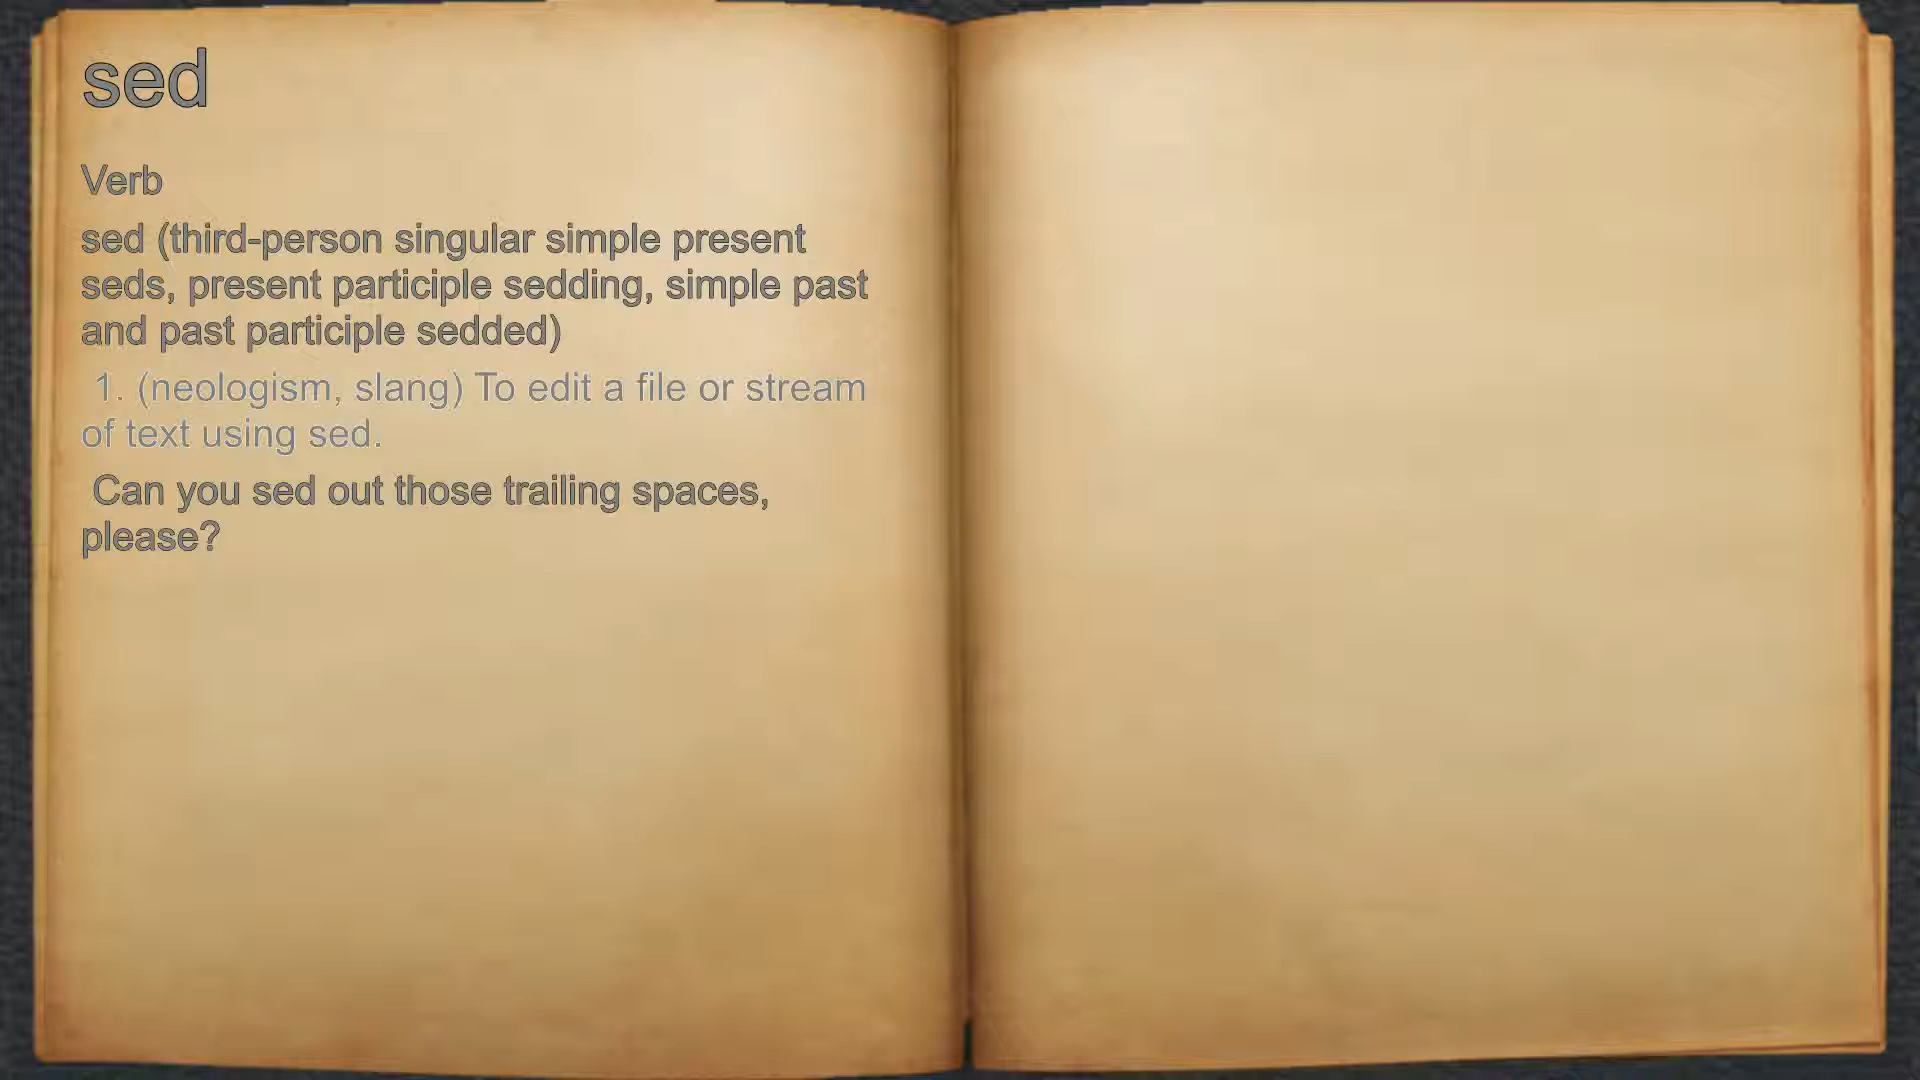 sed
Verb
sed (third-person singular simple present
seds, present participle sedding, simple past
and past participle sedded)
1. (neologism, slang) To edit a file or stream
of text using sed.
Can you sed out those trailing spaces,
please?